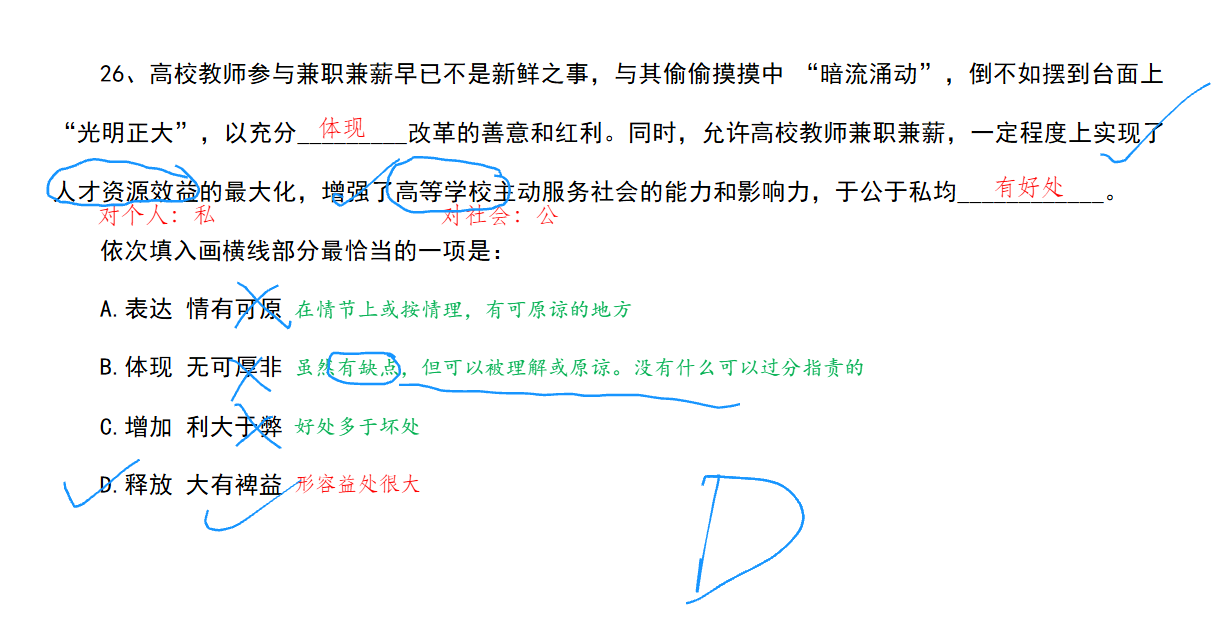 26、高校教师参与兼职兼薪早已不是新鲜之事，与其偷偷摸摸中 “暗流涌动”，倒不如摆到台面上
“光明正大”，以充分_________改革的善意和红利。同时，允许高校教师兼职兼薪，一定程度上实现了
体现
人才资源效益的最大化，增强了高等学校主动服务社会的能力和影响力，于公于私均____________。
有好处
对个人：私 对社会：公
依次填入画横线部分最恰当的一项是：
A.表达 情有可原 在情节上或按情理，有可原谅的地方
B.体现 无可厚非 虽然有缺点，但可以被理解或原谅。没有什么可以过分指责的
C.增加 利大于弊 好处多于坏处
D.释放 大有裨益 形容益处很大
D